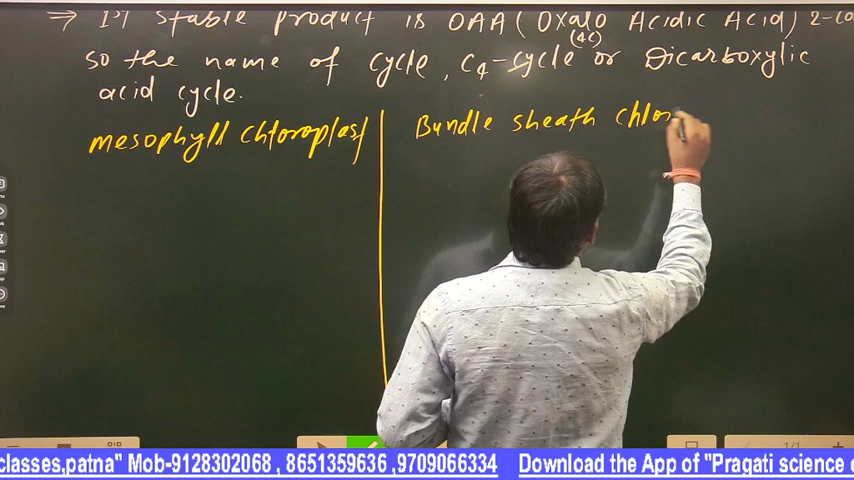 ⇒ 1st stable product is OAA (Oxalo Acidic Acid) 2-co
(4C)
so the name of cycle, C4-cycle or Dicarboxylic
acid cycle.
mesophyll chloroplast
Bundle sheath chlo
1/1
classes,patna" Mob-9128302068 , 8651359636 ,9709066334 Download the App of "Pragati science c